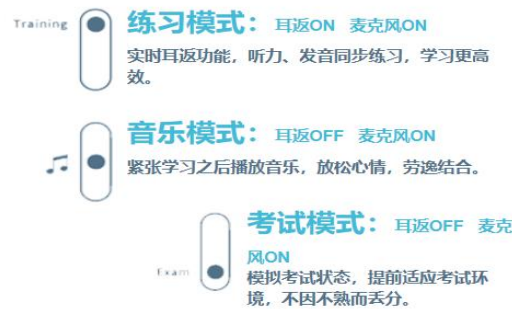 Training
练习模式：耳返ON 麦克风ON
实时耳返功能，听力、发音同步练习，学习更高
效。
音乐模式：耳返OFF 麦克风ON
紧张学习之后播放音乐，放松心情，劳逸结合。
考试模式：耳返OFF 麦克
风ON
Exam
模拟考试状态，提前适应考试环
境，不因不熟而丢分。